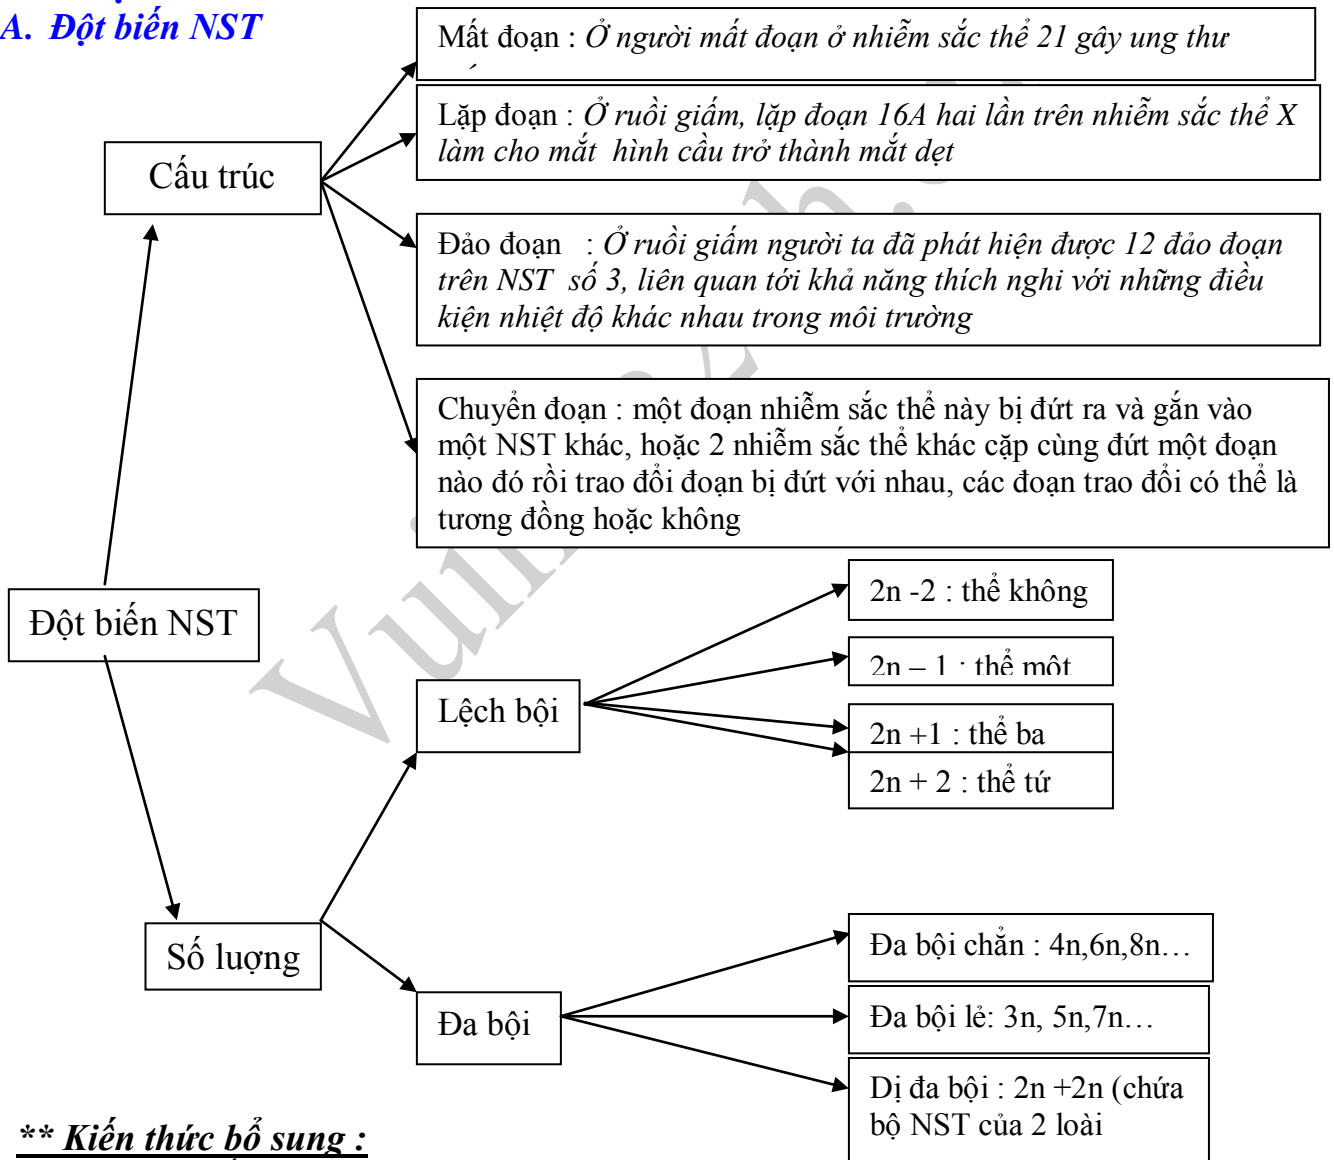 A. Đột biến NST
Mất đoạn : Ở người mất đoạn ở nhiễm sắc thể 21 gây ung thư
Lặp đoạn : Ở ruồi giấm, lặp đoạn 16A hai lần trên nhiễm sắc thể X
làm cho mắt hình cầu trở thành mắt dẹt
Cấu trúc
Đảo đoạn : Ở ruồi giấm người ta đã phát hiện được 12 đảo đoạn
trên NST số 3, liên quan tới khả năng thích nghi với những điều
kiện nhiệt độ khác nhau trong môi trường
Chuyển đoạn : một đoạn nhiễm sắc thể này bị đứt ra và gắn vào
một NST khác, hoặc 2 nhiễm sắc thể khác cặp cùng đứt một đoạn
nào đó rồi trao đổi đoạn bị đứt với nhau, các đoạn trao đổi có thể là
tương đồng hoặc không
Đột biến NST
2n -2 : thể không
2n – 1 : thể một
Lệch bội
2n +1 : thể ba
2n + 2 : thể tứ
Số luợng
Đa bội chẳn : 4n,6n,8n…
Đa bội
Đa bội lẻ: 3n, 5n,7n…
Dị đa bội : 2n +2n (chứa
bộ NST của 2 loài
** Kiến thức bổ sung :